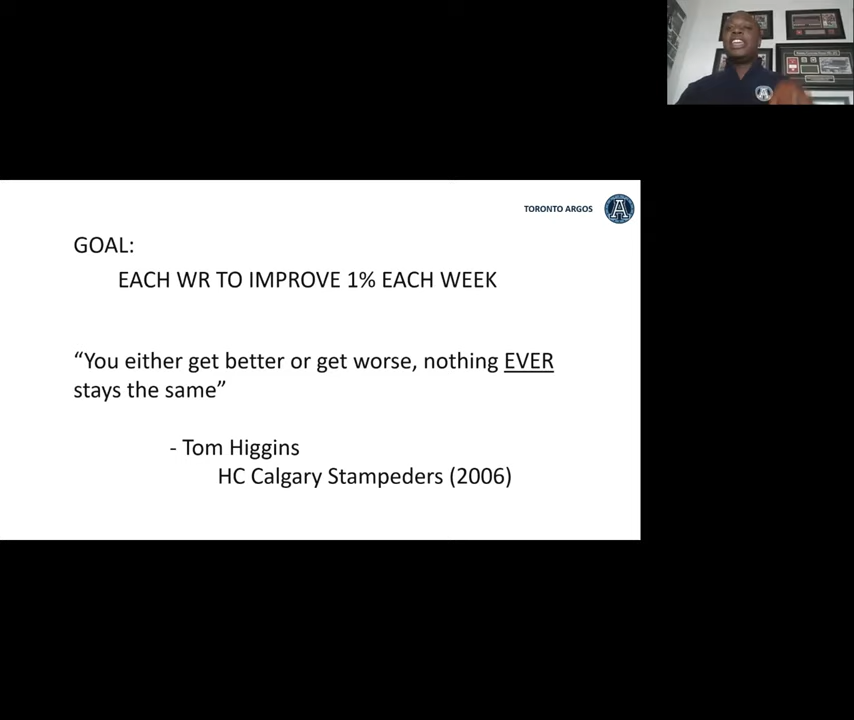 TORONTO ARGOS A
GOAL:
EACH WR TO IMPROVE 1% EACH WEEK
“You either get better or get worse, nothing EVER
stays the same”
- Tom Higgins
HC Calgary Stampeders (2006)